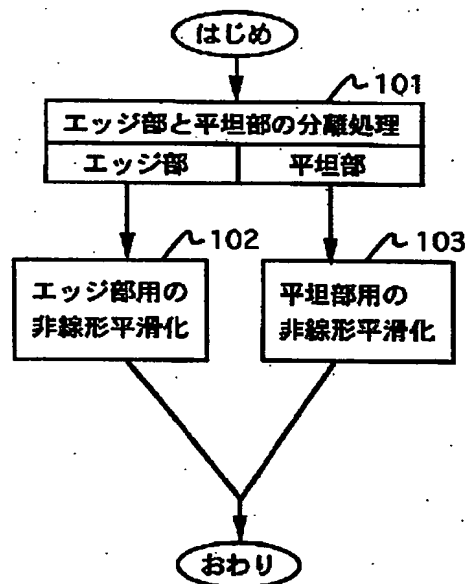 はじめ
101
エッジ部と平坦部の分離処理
エッジ部 平坦部
102 103
エッジ部用の 平坦部用の
非線形平滑化 非線形平滑化
おわり